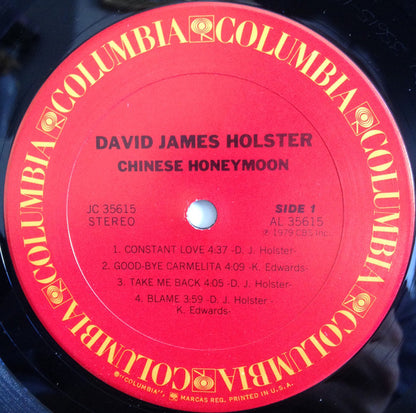 COLUMBIA COLUMBIA COLUMBIA COLUMBIA COLUMBIA COLUMBIA
DAVID JAMES HOLSTER
CHINESE HONEYMOON
JC 35615 SIDE 1
STEREO AL 35615
℗ 1979 CBS Inc.
1. CONSTANT LOVE 4:37 -D. J. Holster-
2. GOOD-BYE CARMELITA 4:09 -K. Edwards-
3. TAKE ME BACK 4:05 -D. J. Holster-
4. BLAME 3:59 -D. J. Holster -
K. Edwards-
®"COLUMBIA", MARCAS REG. PRINTED IN U.S.A.